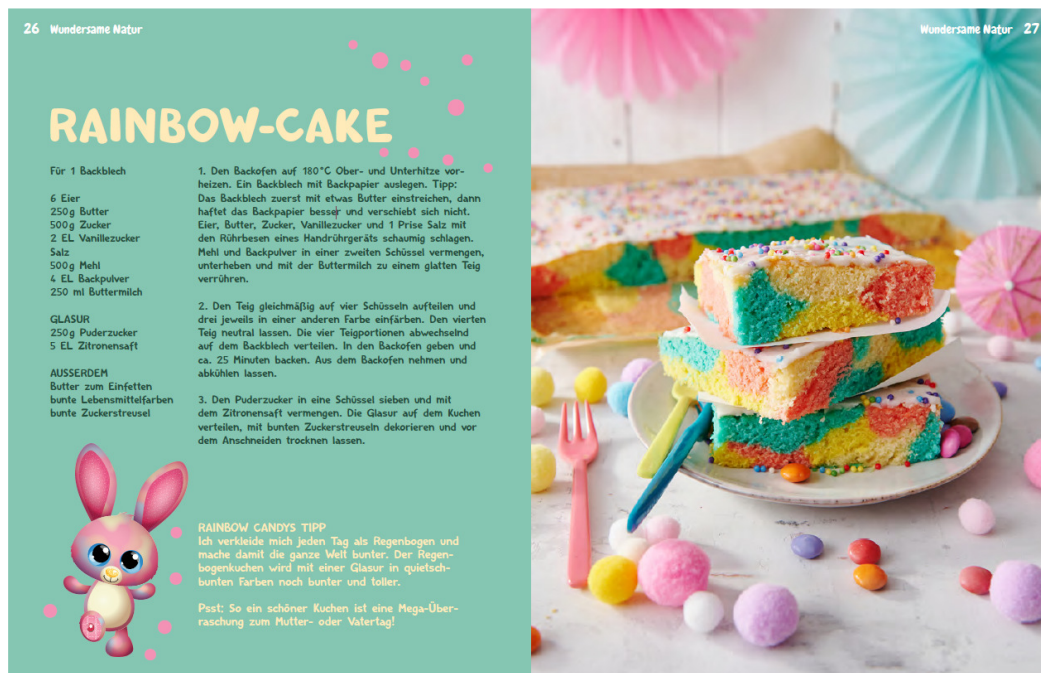 26 Wundersame Natur
Wundersame Natur 27
RAINBOW-CAKE
Für 1 Backblech
6 Eier
250g Butter
500g Zucker
2 EL Vanillezucker
Salz
500g Mehl
4 EL Backpulver
250 ml Buttermilch
GLASUR
250g Puderzucker
5 EL Zitronensaft
AUSSERDEM
Butter zum Einfetten
bunte Lebensmittelfarben
bunte Zuckerstreusel
1. Den Backofen auf 180°C Ober- und Unterhitze vor-
heizen. Ein Backblech mit Backpapier auslegen. Tipp:
Das Backblech zuerst mit etwas Butter einstreichen, dann
haftet das Backpapier besser und verschiebt sich nicht.
Eier, Butter, Zucker, Vanillezucker und 1 Prise Salz mit
den Rührbesen eines Handrührgeräts schaumig schlagen.
Mehl und Backpulver in einer zweiten Schüssel vermengen,
unterheben und mit der Buttermilch zu einem glatten Teig
verrühren.
2. Den Teig gleichmäßig auf vier Schüsseln aufteilen und
drei jeweils in einer anderen Farbe einfärben. Den vierten
Teig neutral lassen. Die vier Teigportionen abwechselnd
auf dem Backblech verteilen. In den Backofen geben und
ca. 25 Minuten backen. Aus dem Backofen nehmen und
abkühlen lassen.
3. Den Puderzucker in eine Schüssel sieben und mit
dem Zitronensaft vermengen. Die Glasur auf dem Kuchen
verteilen, mit bunten Zuckerstreuseln dekorieren und vor
dem Anschneiden trocknen lassen.
RAINBOW CANDYS TIPP
Ich verkleide mich jeden Tag als Regenbogen und
mache damit die ganze Welt bunter. Der Regen-
bogenkuchen wird mit einer Glasur in quietsch-
bunten Farben noch bunter und toller.
Psst: So ein schöner Kuchen ist eine Mega-Über-
raschung zum Mutter- oder Vatertag!